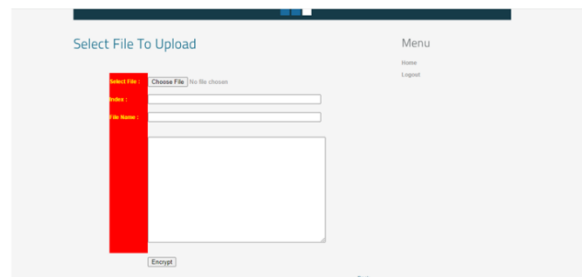 Select File To Upload
Select File :
Choose File No file chosen
Index :
File Name :
Encrypt
Menu
Home
Logout